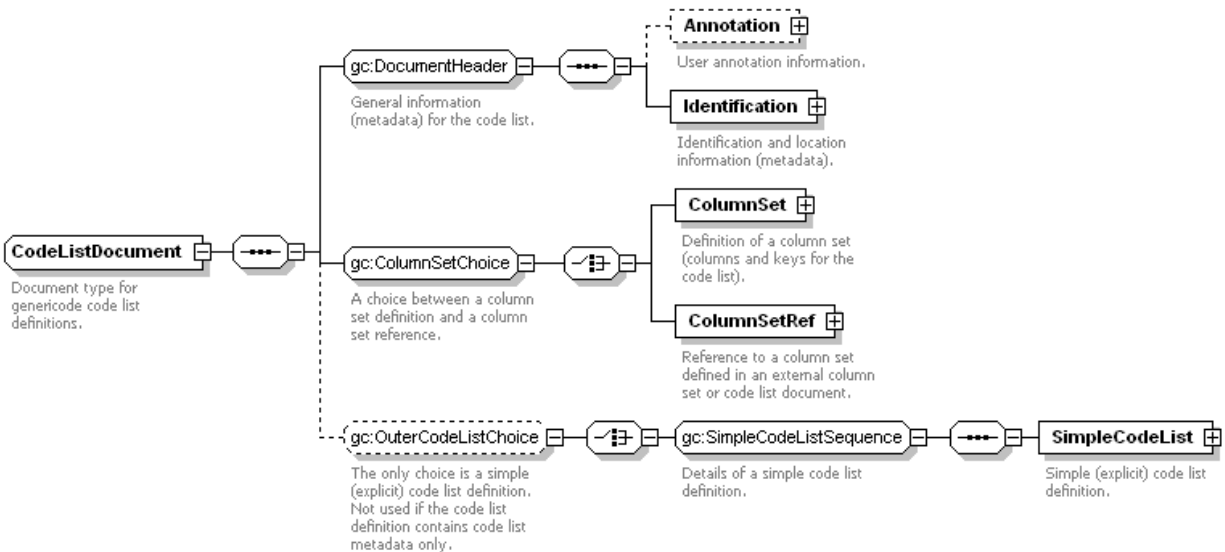 Annotation
User annotation information.
gc:DocumentHeader
General information
(metadata) for the code list.
Identification
Identification and location
information (metadata).
ColumnSet
Definition of a column set
(columns and keys for the
code list).
CodeListDocument
Document type for
genericode code list
definitions.
gc:ColumnSetChoice
A choice between a column
set definition and a column
set reference.
ColumnSetRef
Reference to a column set
defined in an external column
set or code list document.
gc:OuterCodeListChoice
The only choice is a simple
(explicit) code list definition.
Not used if the code list
definition contains code list
metadata only.
gc:SimpleCodeListSequence
Details of a simple code list
definition.
SimpleCodeList
Simple (explicit) code list
definition.